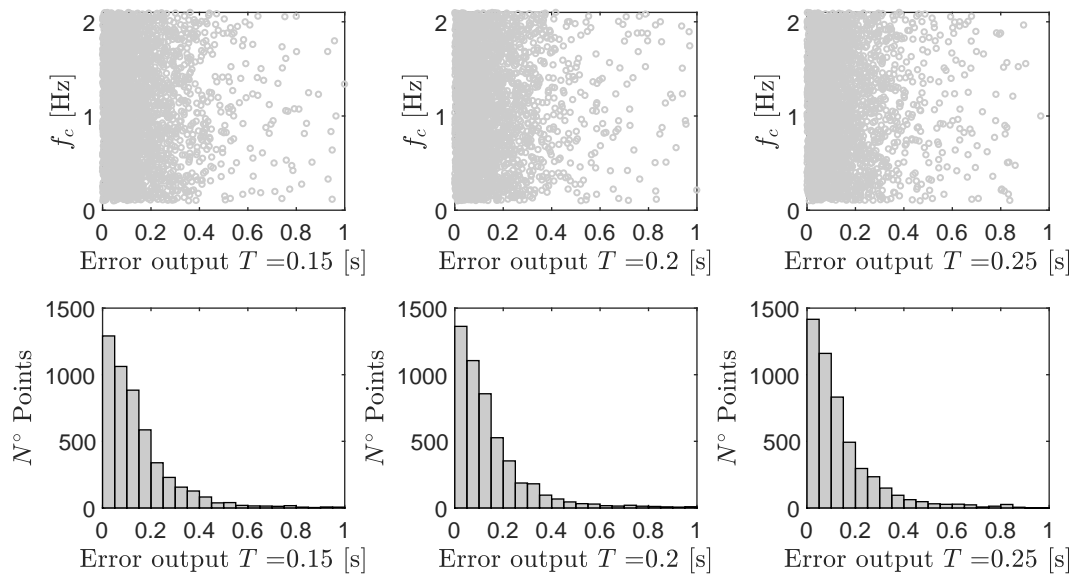 2
1
0
f_c [Hz]
0 0.2 0.4 0.6 0.8 1
Error output T =0.15 [s]
2
1
0
f_c [Hz]
0 0.2 0.4 0.6 0.8 1
Error output T =0.2 [s]
2
1
0
f_c [Hz]
0 0.2 0.4 0.6 0.8 1
Error output T =0.25 [s]
1500
1000
500
0
N° Points
0 0.2 0.4 0.6 0.8 1
Error output T =0.15 [s]
1500
1000
500
0
N° Points
0 0.2 0.4 0.6 0.8 1
Error output T =0.2 [s]
1500
1000
500
0
N° Points
0 0.2 0.4 0.6 0.8 1
Error output T =0.25 [s]